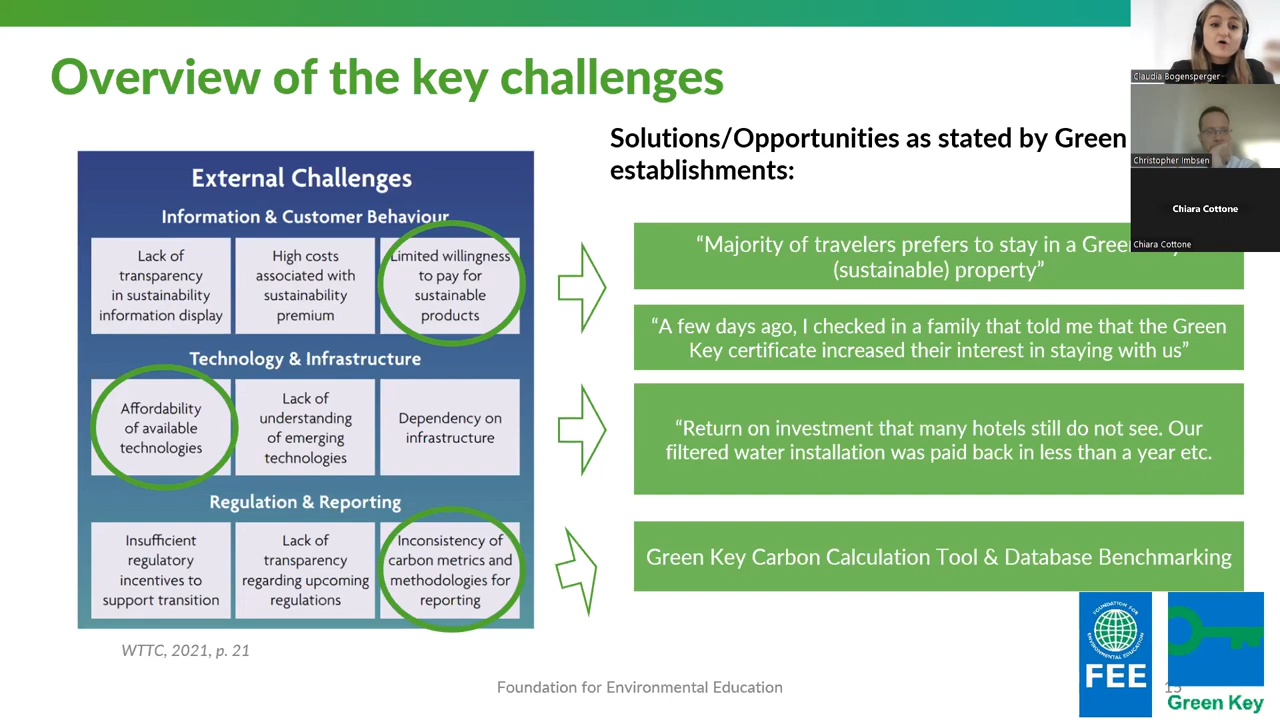 Overview of the key challenges
Solutions/Opportunities as stated by Green
establishments:
External Challenges
Information & Customer Behaviour
Lack of
transparency
in sustainability
information display
High costs
associated with
sustainability
premium
Limited willingness
to pay for
sustainable
products
Technology & Infrastructure
Affordability
of available
technologies
Lack of
understanding
of emerging
technologies
Dependency on
infrastructure
Regulation & Reporting
Insufficient
regulatory
incentives to
support transition
Lack of
transparency
regarding upcoming
regulations
Inconsistency of
carbon metrics and
methodologies for
reporting
WTTC, 2021, p. 21
“Majority of travelers prefers to stay in a Green
(sustainable) property”
“A few days ago, I checked in a family that told me that the Green
Key certificate increased their interest in staying with us”
“Return on investment that many hotels still do not see. Our
filtered water installation was paid back in less than a year etc.
Green Key Carbon Calculation Tool & Database Benchmarking
Foundation for Environmental Education
FOUNDATION FOR
ENVIRONMENTAL EDUCATION
FEE
Green Key
Claudia Bogensperger
Christopher Imbsen
Chiara Cottone
Chiara Cottone